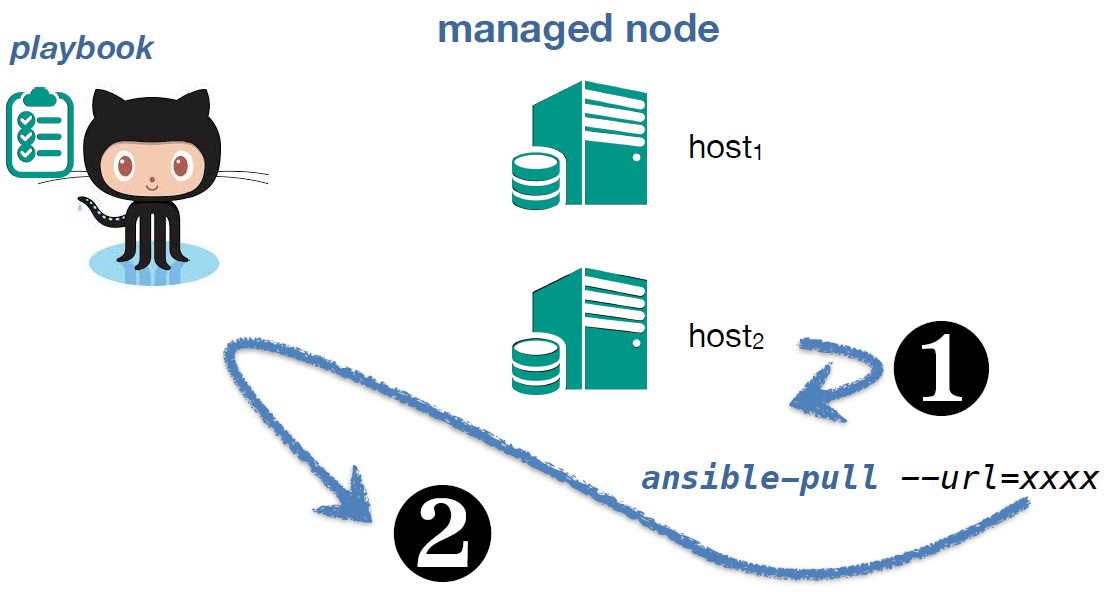 managed node
playbook
host₁
host₂
1
ansible-pull --url=xxxx
2